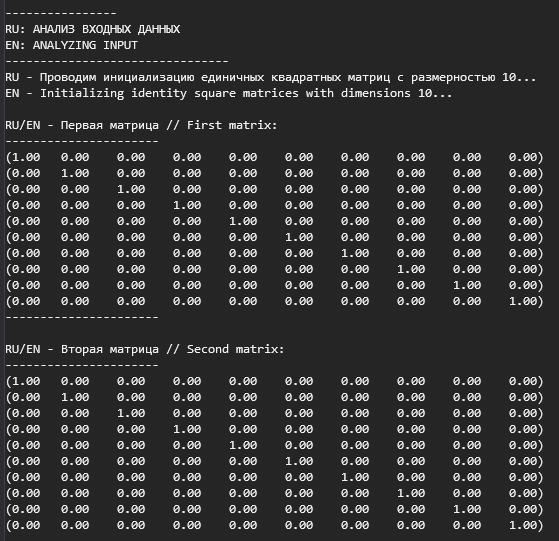 ----------------
RU: АНАЛИЗ ВХОДНЫХ ДАННЫХ
EN: ANALYZING INPUT
--------------------------------
RU - Проводим инициализацию единичных квадратных матриц с размерностью 10...
EN - Initializing identity square matrices with dimensions 10...
RU/EN - Первая матрица // First matrix:
----------------------
(1.00   0.00    0.00    0.00    0.00    0.00    0.00    0.00    0.00    0.00)
(0.00   1.00    0.00    0.00    0.00    0.00    0.00    0.00    0.00    0.00)
(0.00   0.00    1.00    0.00    0.00    0.00    0.00    0.00    0.00    0.00)
(0.00   0.00    0.00    1.00    0.00    0.00    0.00    0.00    0.00    0.00)
(0.00   0.00    0.00    0.00    1.00    0.00    0.00    0.00    0.00    0.00)
(0.00   0.00    0.00    0.00    0.00    1.00    0.00    0.00    0.00    0.00)
(0.00   0.00    0.00    0.00    0.00    0.00    1.00    0.00    0.00    0.00)
(0.00   0.00    0.00    0.00    0.00    0.00    0.00    1.00    0.00    0.00)
(0.00   0.00    0.00    0.00    0.00    0.00    0.00    0.00    1.00    0.00)
(0.00   0.00    0.00    0.00    0.00    0.00    0.00    0.00    0.00    1.00)
----------------------
RU/EN - Вторая матрица // Second matrix:
----------------------
(1.00   0.00    0.00    0.00    0.00    0.00    0.00    0.00    0.00    0.00)
(0.00   1.00    0.00    0.00    0.00    0.00    0.00    0.00    0.00    0.00)
(0.00   0.00    1.00    0.00    0.00    0.00    0.00    0.00    0.00    0.00)
(0.00   0.00    0.00    1.00    0.00    0.00    0.00    0.00    0.00    0.00)
(0.00   0.00    0.00    0.00    1.00    0.00    0.00    0.00    0.00    0.00)
(0.00   0.00    0.00    0.00    0.00    1.00    0.00    0.00    0.00    0.00)
(0.00   0.00    0.00    0.00    0.00    0.00    1.00    0.00    0.00    0.00)
(0.00   0.00    0.00    0.00    0.00    0.00    0.00    1.00    0.00    0.00)
(0.00   0.00    0.00    0.00    0.00    0.00    0.00    0.00    1.00    0.00)
(0.00   0.00    0.00    0.00    0.00    0.00    0.00    0.00    0.00    1.00)